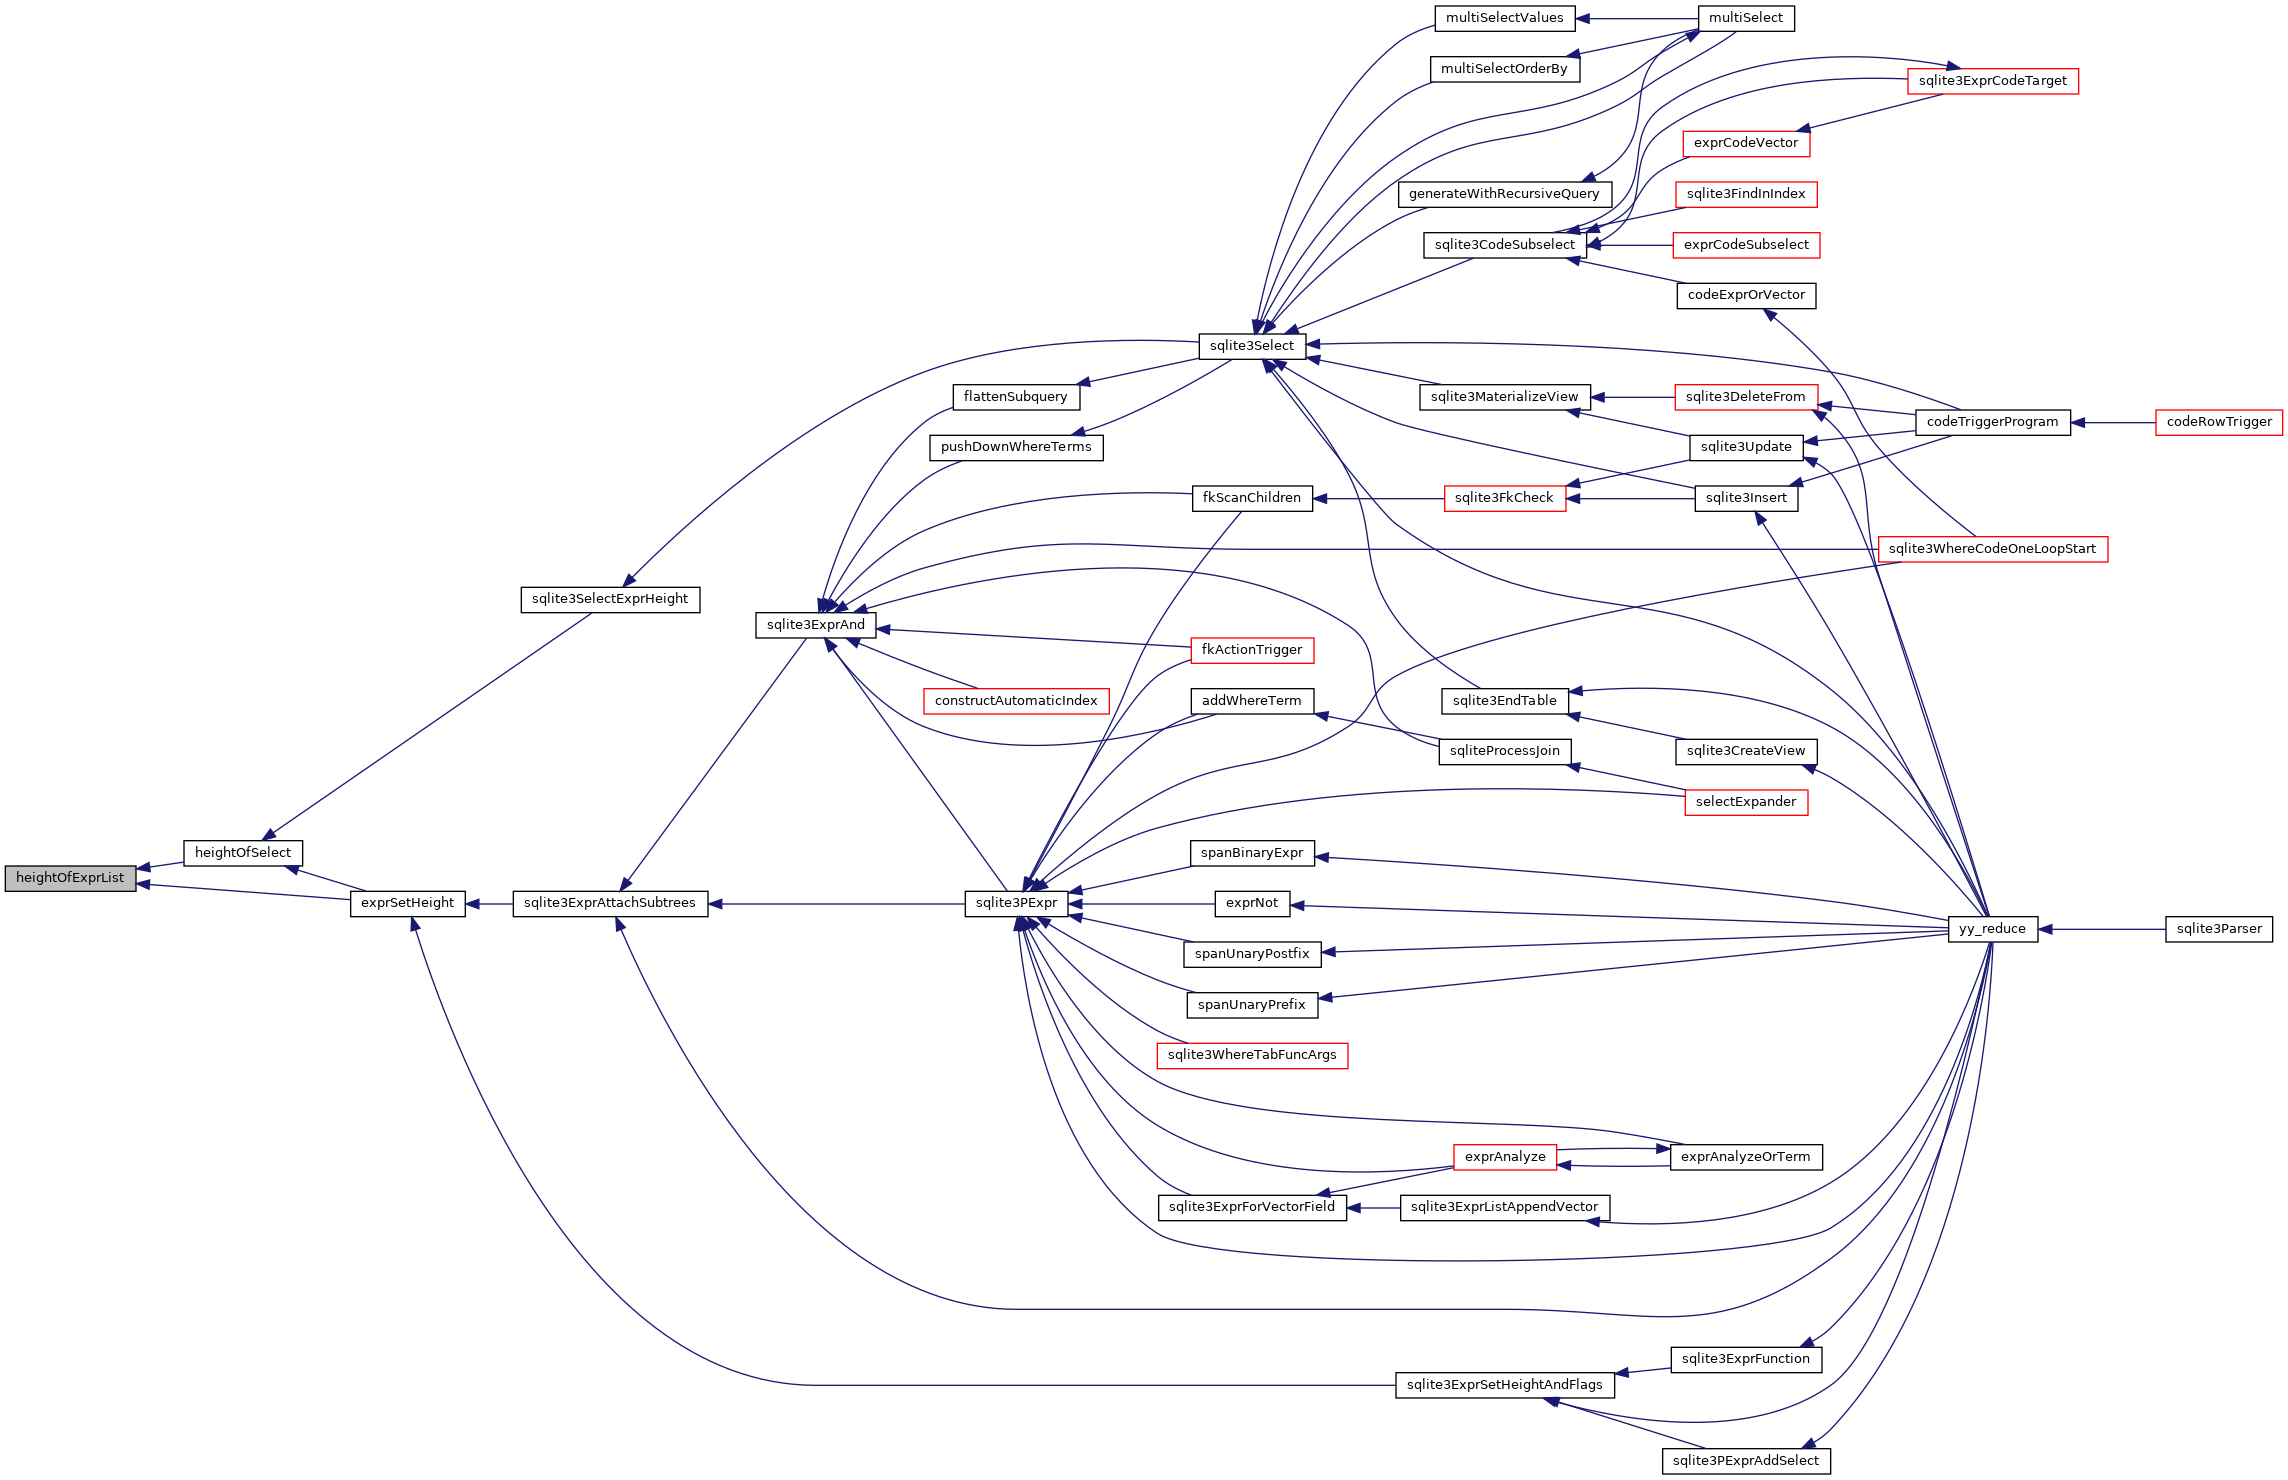 multiSelectValues
multiSelect
multiSelectOrderBy
sqlite3ExprCodeTarget
exprCodeVector
generateWithRecursiveQuery
sqlite3FindInIndex
sqlite3CodeSubselect
exprCodeSubselect
codeExprOrVector
sqlite3Select
flattenSubquery
sqlite3MaterializeView
sqlite3DeleteFrom
codeTriggerProgram
codeRowTrigger
pushDownWhereTerms
sqlite3Update
fkScanChildren
sqlite3FkCheck
sqlite3Insert
sqlite3WhereCodeOneLoopStart
sqlite3SelectExprHeight
sqlite3ExprAnd
fkActionTrigger
constructAutomaticIndex
addWhereTerm
sqlite3EndTable
sqliteProcessJoin
sqlite3CreateView
selectExpander
heightOfSelect
spanBinaryExpr
heightOfExprList
exprSetHeight
sqlite3ExprAttachSubtrees
sqlite3PExpr
exprNot
yy_reduce
sqlite3Parser
spanUnaryPostfix
spanUnaryPrefix
sqlite3WhereTabFuncArgs
exprAnalyze
exprAnalyzeOrTerm
sqlite3ExprForVectorField
sqlite3ExprListAppendVector
sqlite3ExprFunction
sqlite3ExprSetHeightAndFlags
sqlite3PExprAddSelect